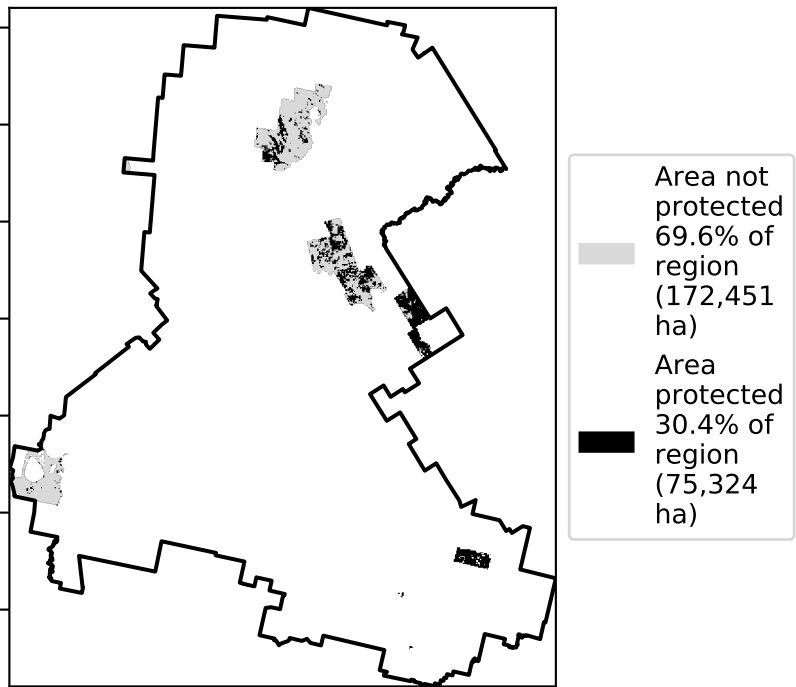 Area not
protected
69.6% of
region
(172,451
ha)
Area
protected
30.4% of
region
(75,324
ha)